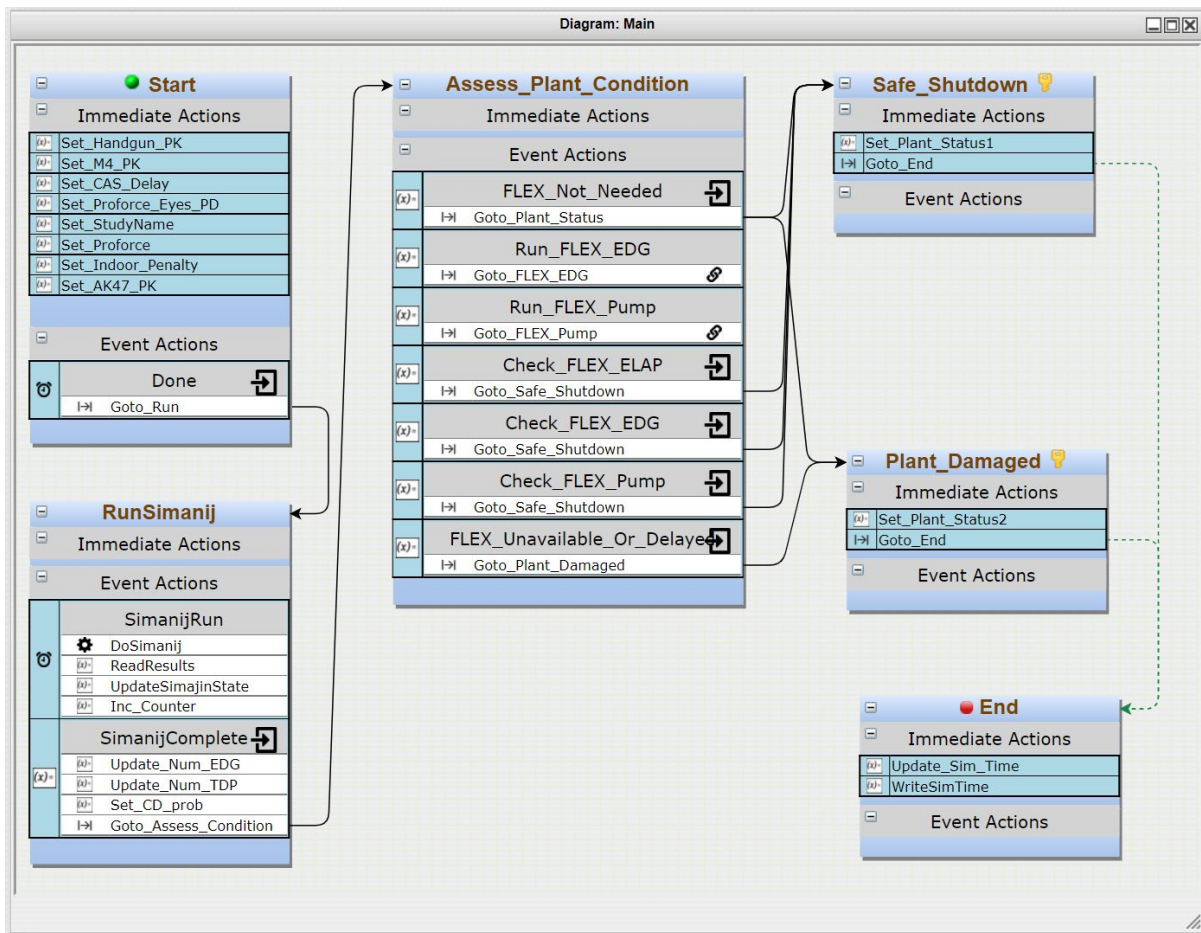 Diagram: Main
Start
Immediate Actions
Set_Handgun_PK
Set_M4_PK
Set_CAS_Delay
Set_Proforce_Eyes_PD
Set_StudyName
Set_Proforce
Set_Indoor_Penalty
Set_AK47_PK
Event Actions
Done
Goto_Run
RunSimanij
Immediate Actions
Event Actions
SimanijRun
DoSimanij
(x)= ReadResults
(x)= UpdateSimajinState
(x)= Inc_Counter
SimanijComplete
(x)= Update_Num_EDG
(x)= Update_Num_TDP
(x)= Set_CD_prob
Goto_Assess_Condition
Assess_Plant_Condition
Immediate Actions
Event Actions
(x)= FLEX_Not_Needed
Goto_Plant_Status
(x)= Run_FLEX_EDG
Goto_FLEX_EDG
(x)= Run_FLEX_Pump
Goto_FLEX_Pump
(x)= Check_FLEX_ELAP
Goto_Safe_Shutdown
(x)= Check_FLEX_EDG
Goto_Safe_Shutdown
(x)= Check_FLEX_Pump
Goto_Safe_Shutdown
(x)= FLEX_Unavailable_Or_Delayed
Goto_Plant_Damaged
Safe_Shutdown
Immediate Actions
(x)= Set_Plant_Status1
Goto_End
Event Actions
Plant_Damaged
Immediate Actions
(x)= Set_Plant_Status2
Goto_End
Event Actions
End
Immediate Actions
(x)= Update_Sim_Time
(x)= WriteSimTime
Event Actions